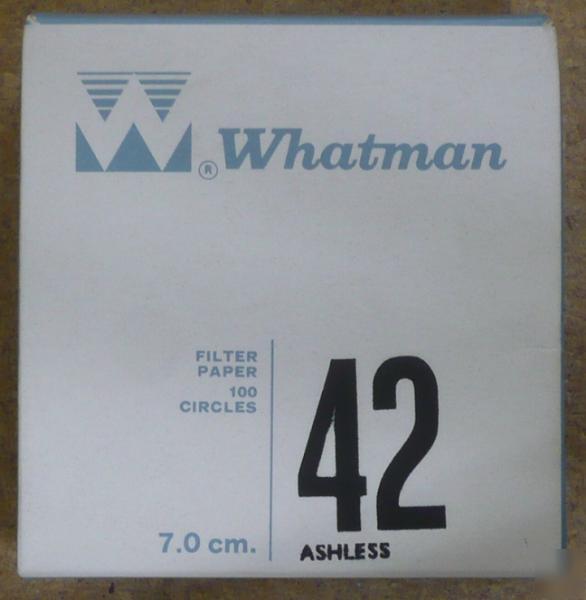 ® Whatman
FILTER
PAPER
100
CIRCLES
7.0 cm.
42
ASHLESS